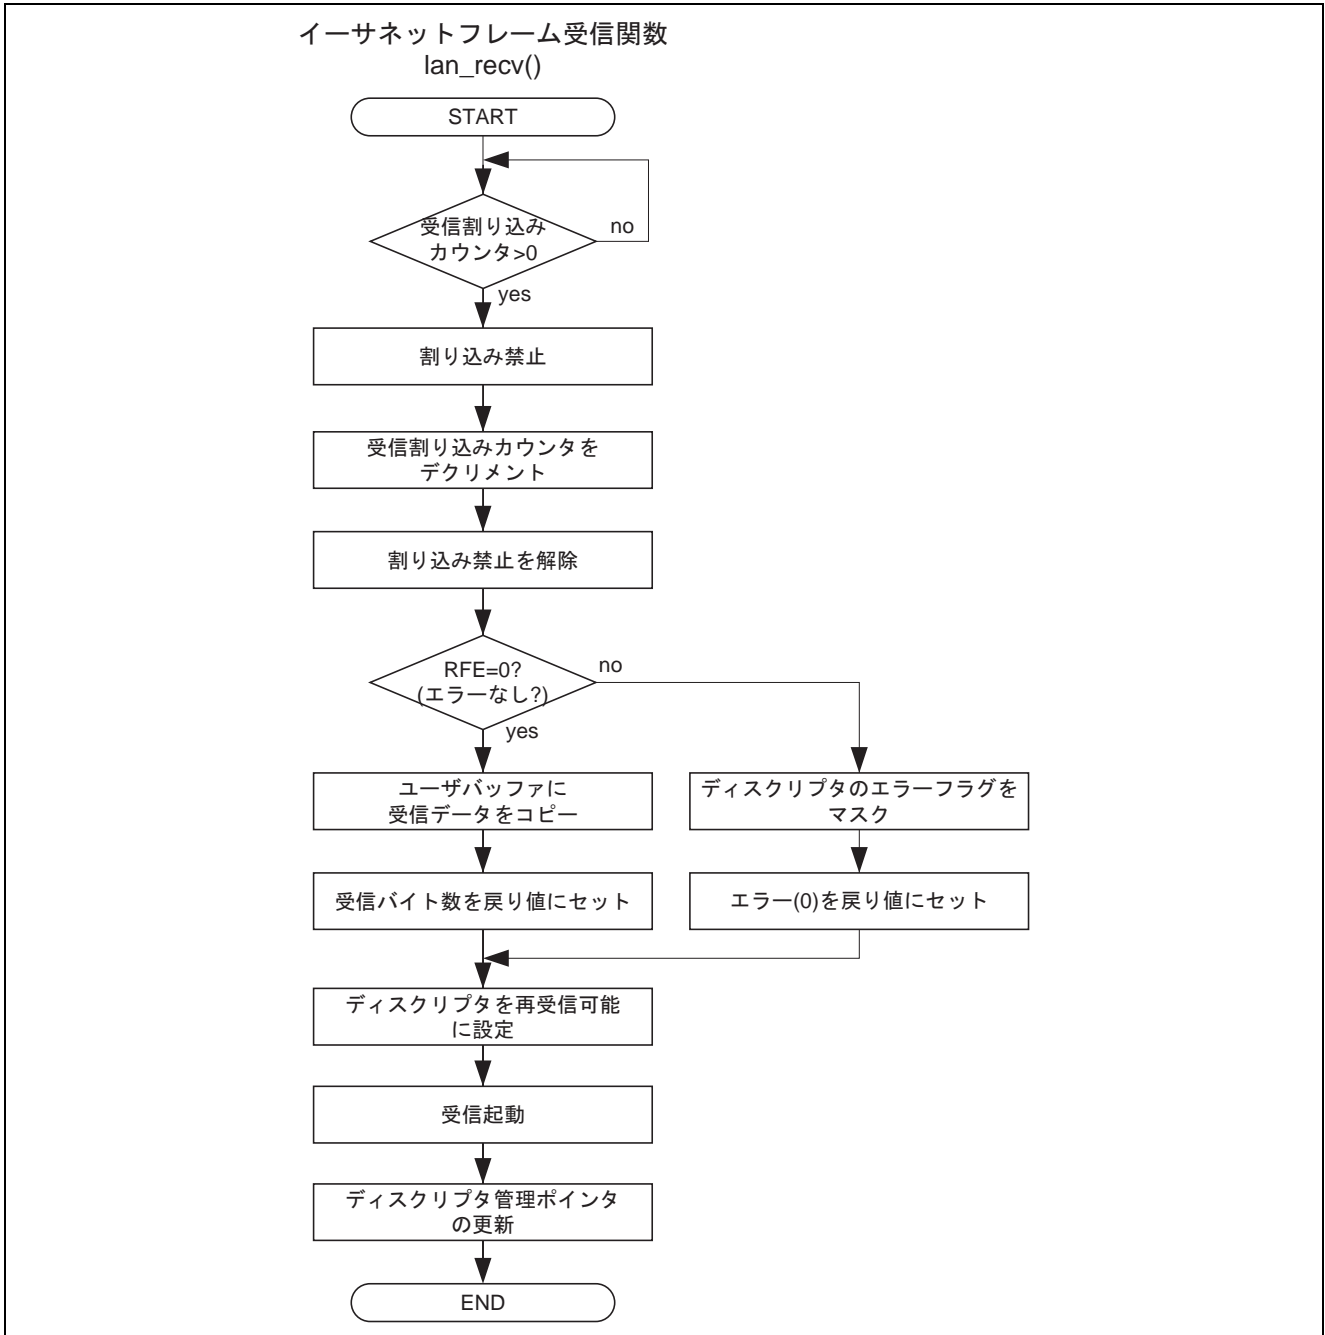 イーサネットフレーム受信関数
lan_recv()
START
受信割り込み
カウンタ>0
no
yes
割り込み禁止
受信割り込みカウンタを
デクリメント
割り込み禁止を解除
RFE=0?
(エラーなし?)
no
yes
ユーザバッファに
受信データをコピー
ディスクリプタのエラーフラグを
マスク
受信バイト数を戻り値にセット
エラー(0)を戻り値にセット
ディスクリプタを再受信可能
に設定
受信起動
ディスクリプタ管理ポインタ
の更新
END